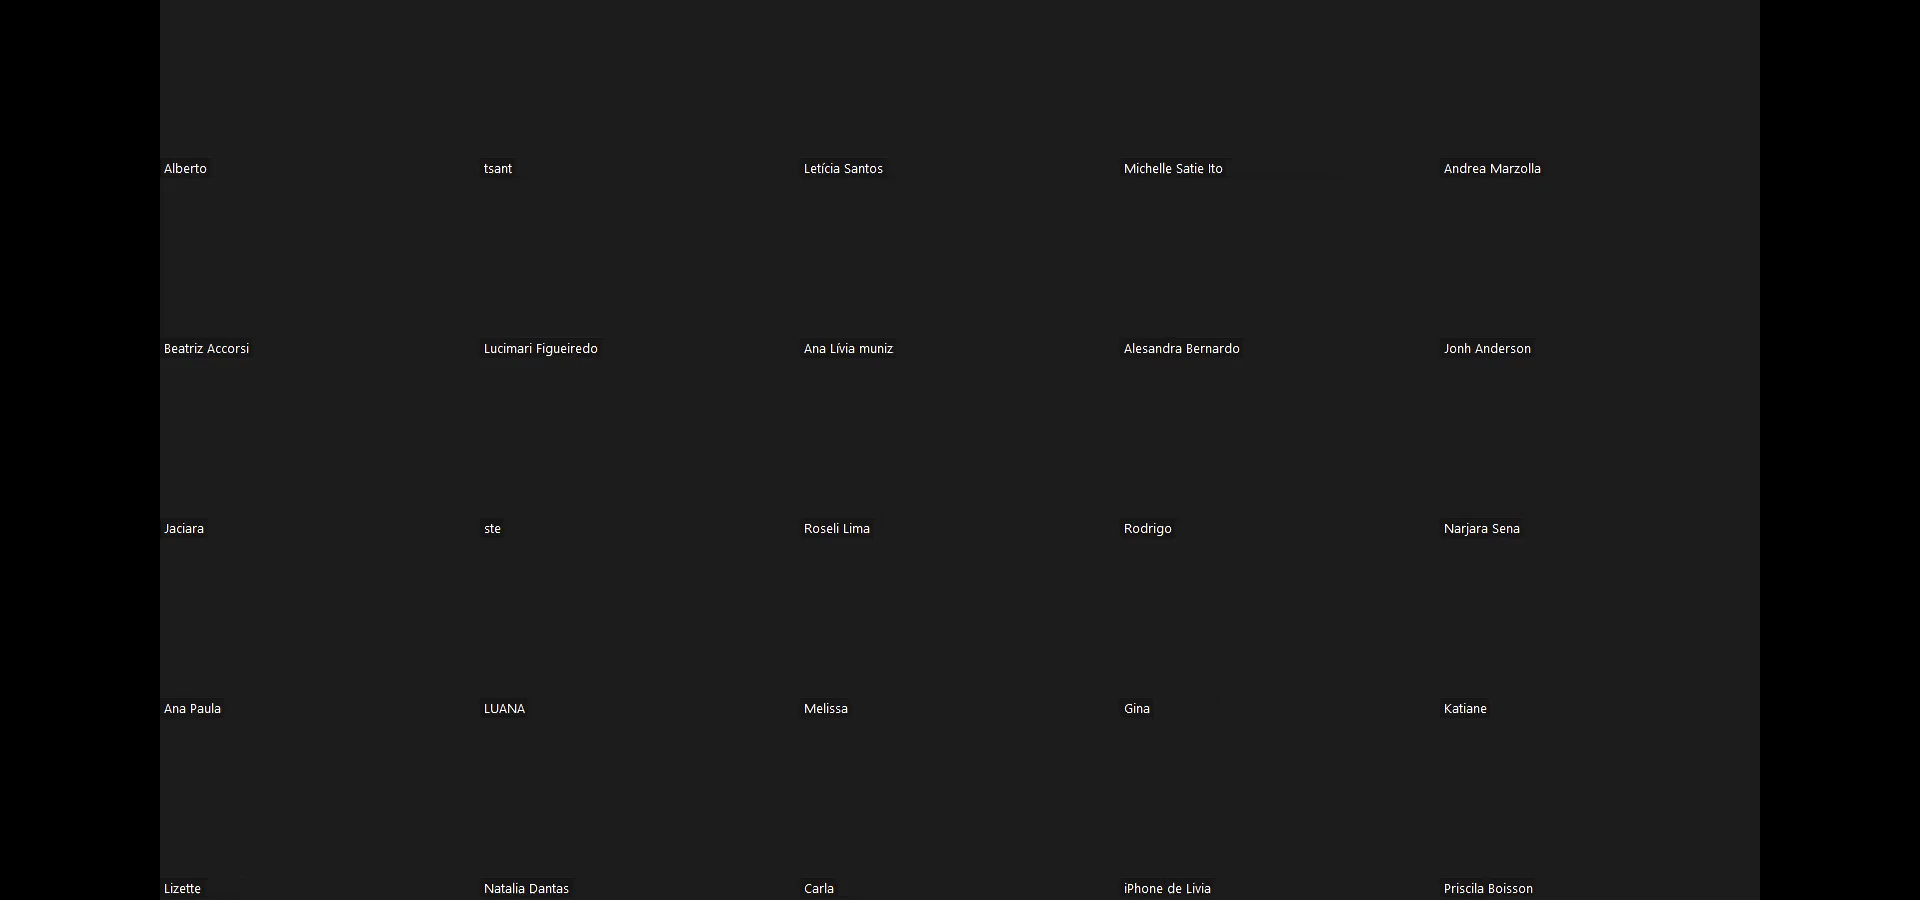 Alberto
tsant
Letícia Santos
Michelle Satie Ito
Andrea Marzolla
Beatriz Accorsi
Lucimari Figueiredo
Ana Lívia muniz
Alesandra Bernardo
Jonh Anderson
Jaciara
ste
Roseli Lima
Rodrigo
Narjara Sena
Ana Paula
LUANA
Melissa
Gina
Katiane
Lizette
Natalia Dantas
Carla
iPhone de Livia
Priscila Boisson